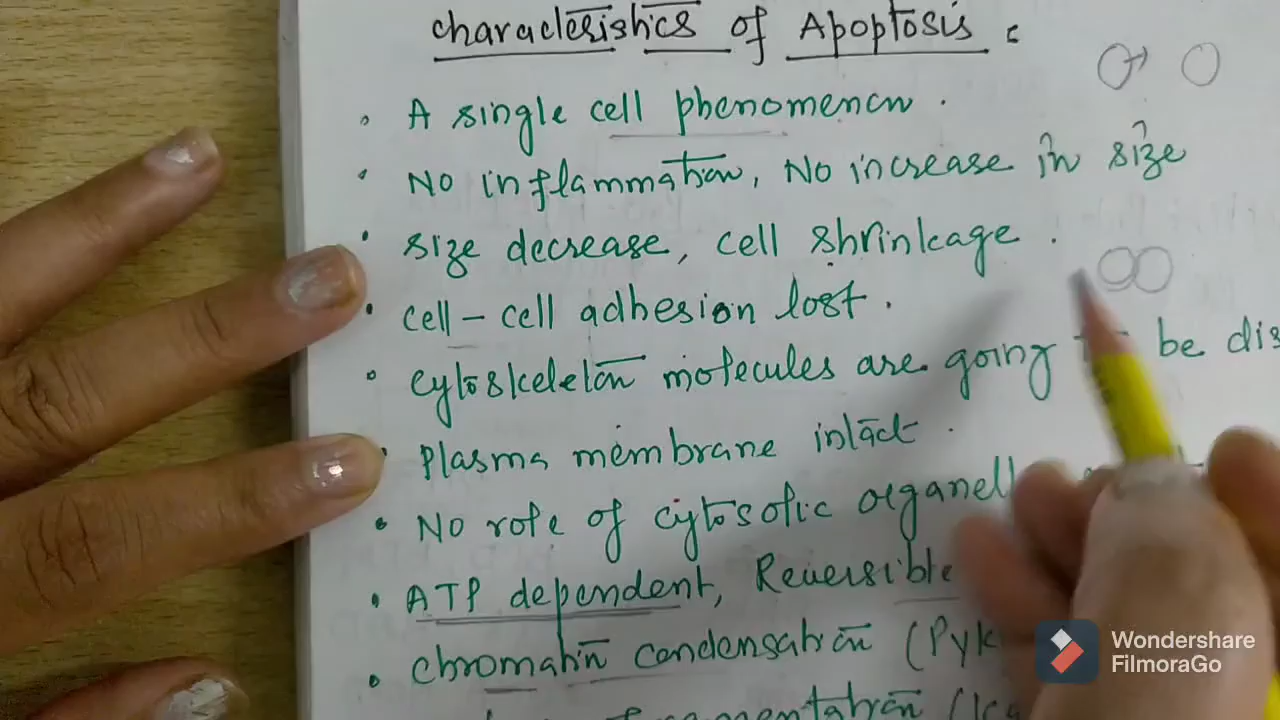 characteristics of Apoptosis :
• A single cell phenomenon .
• No inflammation, No increase in size
• size decrease, cell shrinkage .
• cell - cell adhesion lost .
• cytoskeleton molecules are going to be dis
• Plasma membrane intact .
• No role of cytosolic organell
• ATP dependent, Reversible
• chromatin condensation (Pyk
Wondershare
FilmoraGo